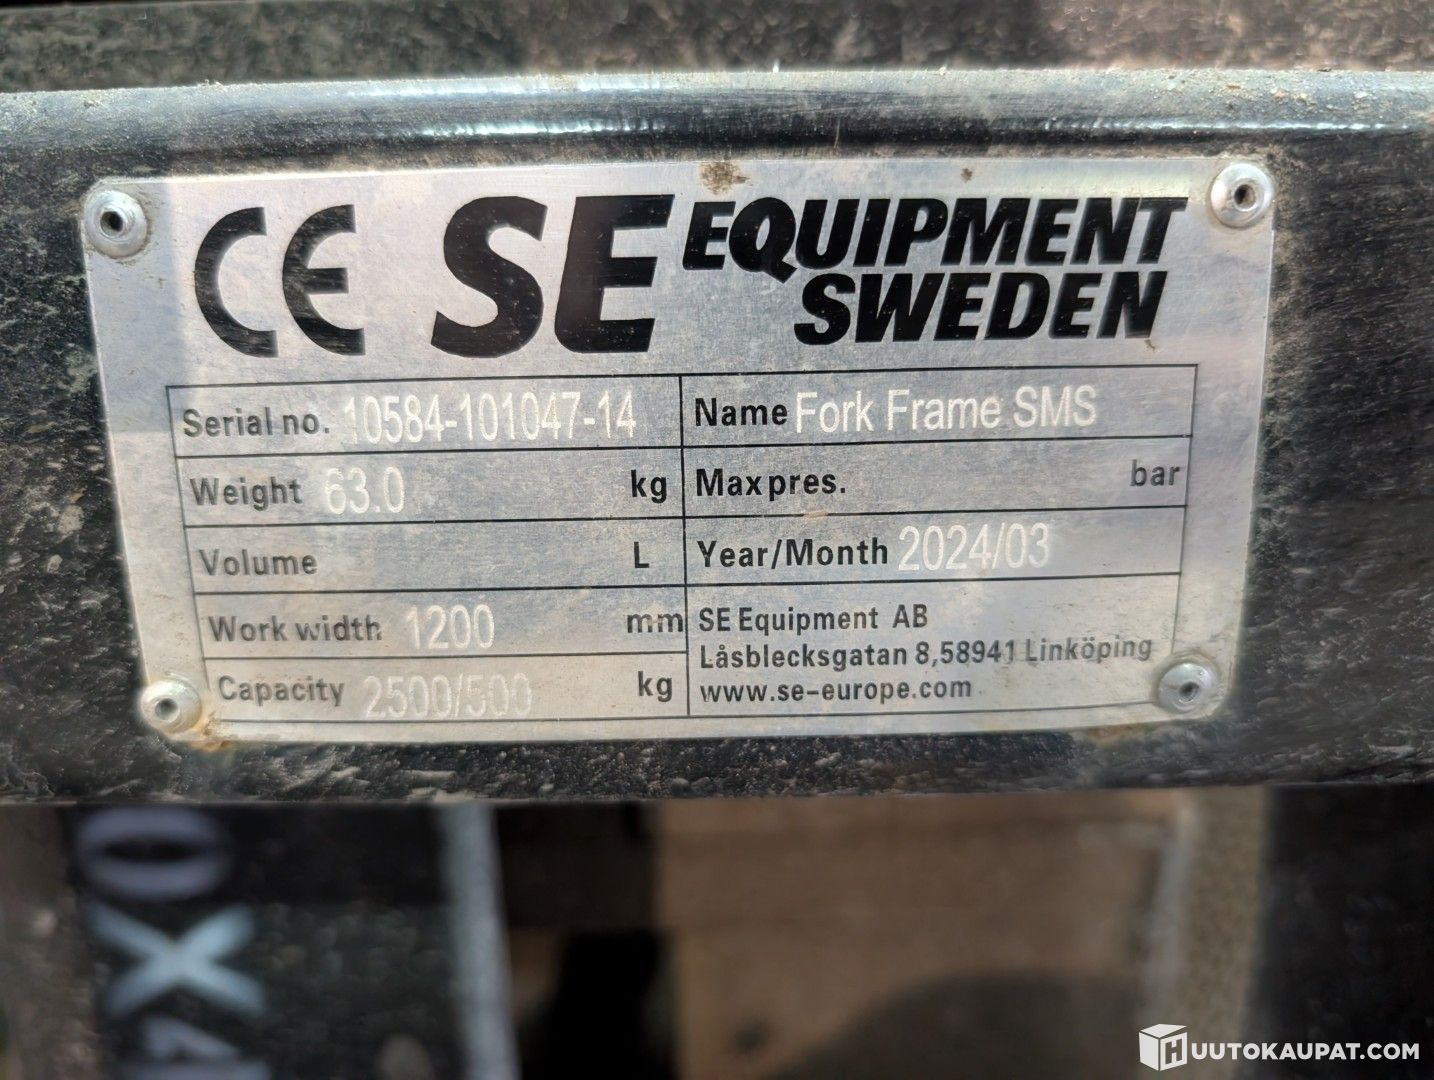 CE SE EQUIPMENT
SWEDEN
Serial no. 10584-101047-14
Name Fork Frame SMS
Weight 63.0 kg
Max pres. bar
Volume L
Year/Month 2024/03
Work width 1200 mm
SE Equipment AB
Låsblecksgatan 8,58941 Linköping
www.se-europe.com
Capacity 2500/500 kg
HUUTOKAUPAT.COM